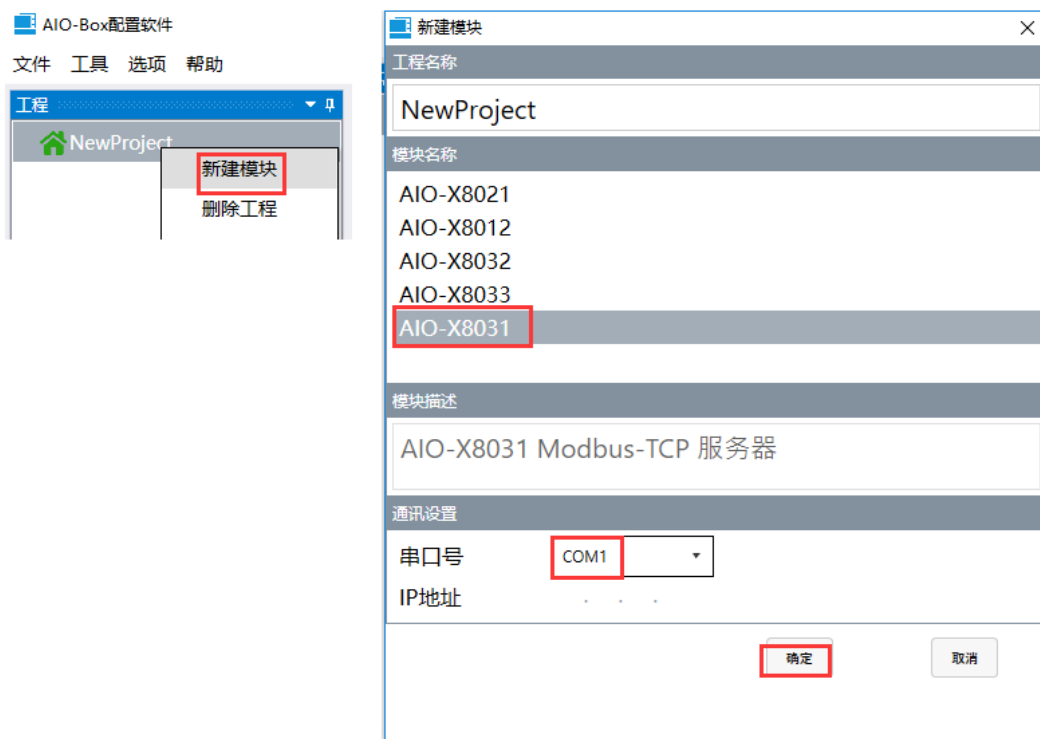 AIO-Box配置软件
文件 工具 选项 帮助
工程
NewProject
新建模块
删除工程
新建模块
工程名称
NewProject
模块名称
AIO-X8021
AIO-X8012
AIO-X8032
AIO-X8033
AIO-X8031
模块描述
AIO-X8031 Modbus-TCP 服务器
通讯设置
串口号 COM1
IP地址 . . .
确定 取消